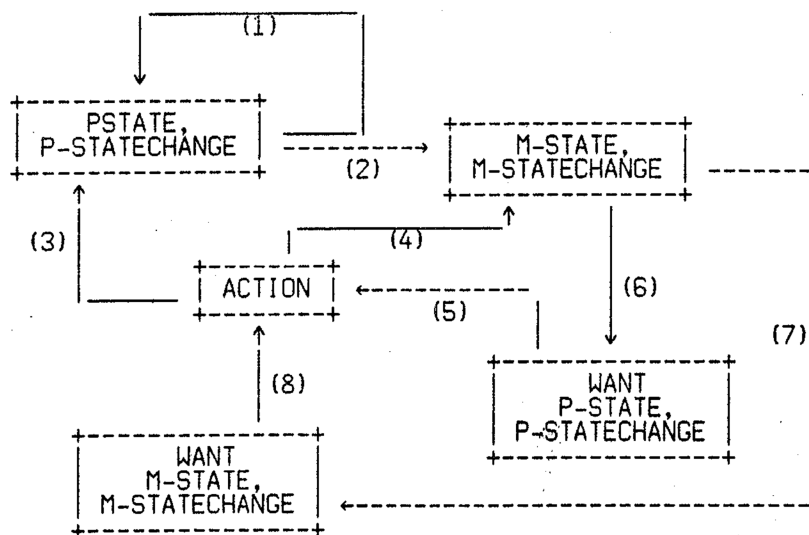 (1)
PSTATE,
P-STATECHANGE
(2)
M-STATE,
M-STATECHANGE
(3)
(4)
ACTION
(5)
(6)
(7)
(8)
WANT
P-STATE,
P-STATECHANGE
WANT
M-STATE,
M-STATECHANGE